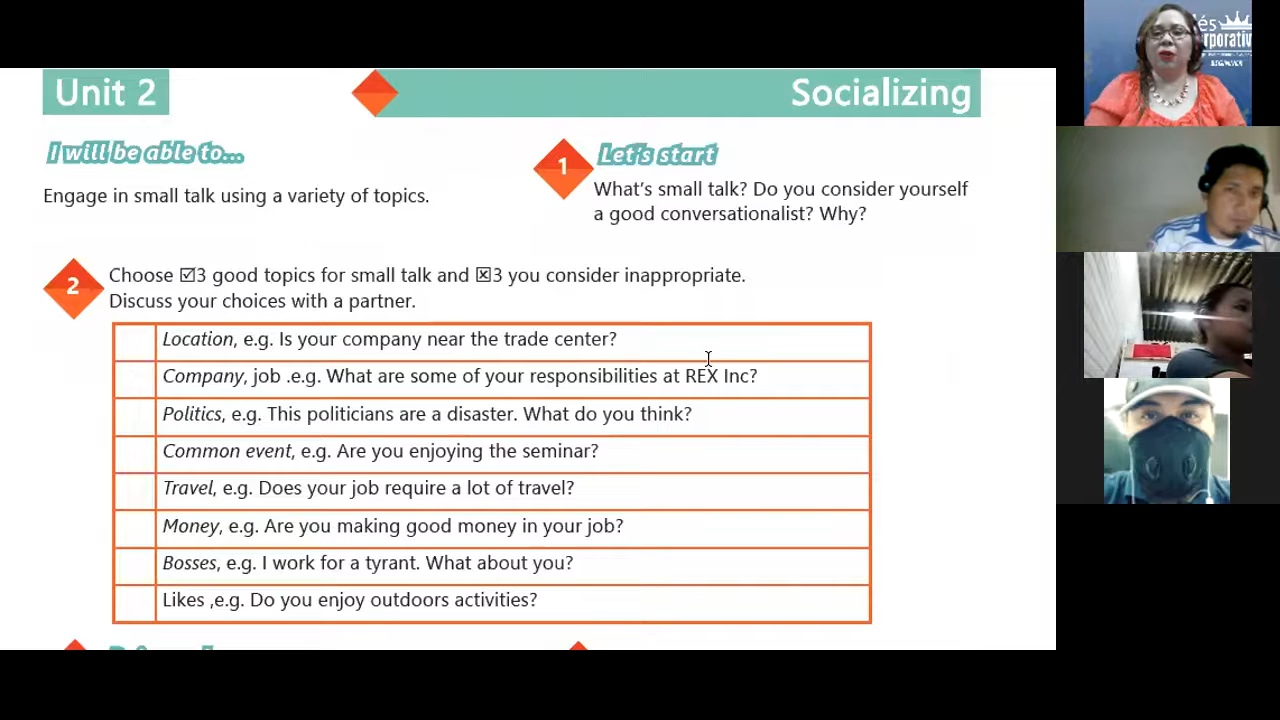 Unit 2
Socializing
I will be able to...
Engage in small talk using a variety of topics.
1
Let's start
What's small talk? Do you consider yourself
a good conversationalist? Why?
2
Choose ☑3 good topics for small talk and ☒3 you consider inappropriate.
Discuss your choices with a partner.
Location, e.g. Is your company near the trade center?
Company, job .e.g. What are some of your responsibilities at REX Inc?
Politics, e.g. This politicians are a disaster. What do you think?
Common event, e.g. Are you enjoying the seminar?
Travel, e.g. Does your job require a lot of travel?
Money, e.g. Are you making good money in your job?
Bosses, e.g. I work for a tyrant. What about you?
Likes ,e.g. Do you enjoy outdoors activities?